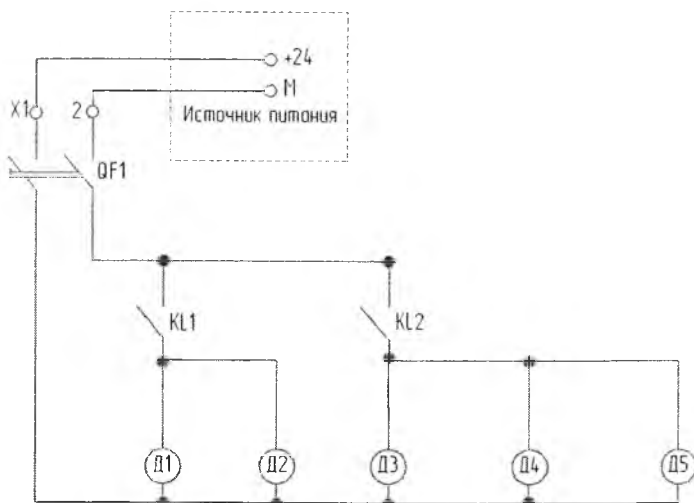 +24
М
X1
2
Источник питания
QF1
KL1
KL2
Д1
Д2
Д3
Д4
Д5